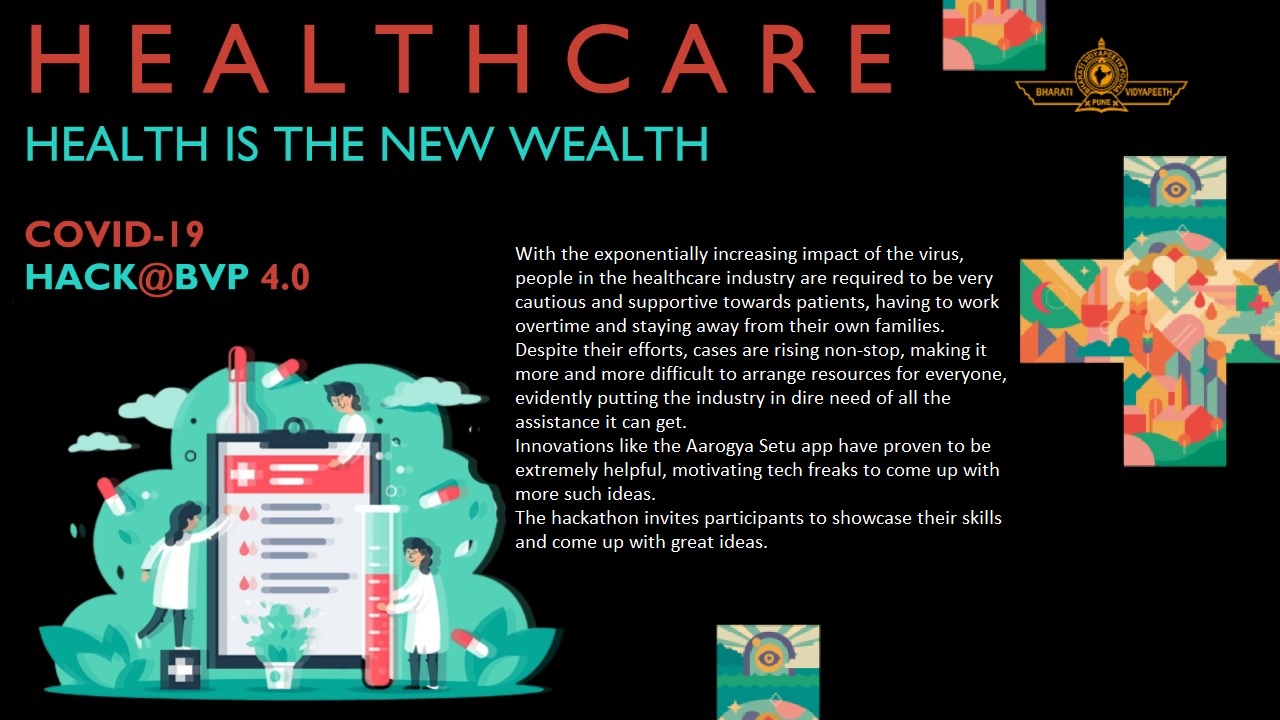 HEALTHCARE
HEALTH IS THE NEW WEALTH
COVID-19
HACK@BVP 4.0
With the exponentially increasing impact of the virus,
people in the healthcare industry are required to be very
cautious and supportive towards patients, having to work
overtime and staying away from their own families.
Despite their efforts, cases are rising non-stop, making it
more and more difficult to arrange resources for everyone,
evidently putting the industry in dire need of all the
assistance it can get.
Innovations like the Aarogya Setu app have proven to be
extremely helpful, motivating tech freaks to come up with
more such ideas.
The hackathon invites participants to showcase their skills
and come up with great ideas.
BHARATI VIDYAPEETH
PUNE